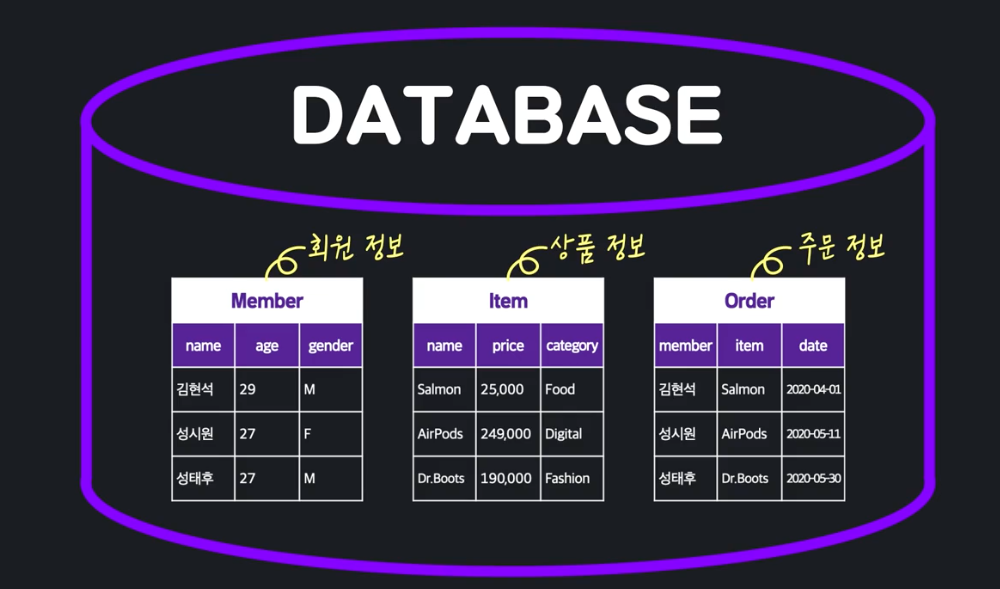 DATABASE
회원 정보
상품 정보
주문 정보
Member
name age gender
김현석 29 M
성시원 27 F
성태후 27 M
Item
name price category
Salmon 25,000 Food
AirPods 249,000 Digital
Dr.Boots 190,000 Fashion
Order
member item date
김현석 Salmon 2020-04-01
성시원 AirPods 2020-05-11
성태후 Dr.Boots 2020-05-30